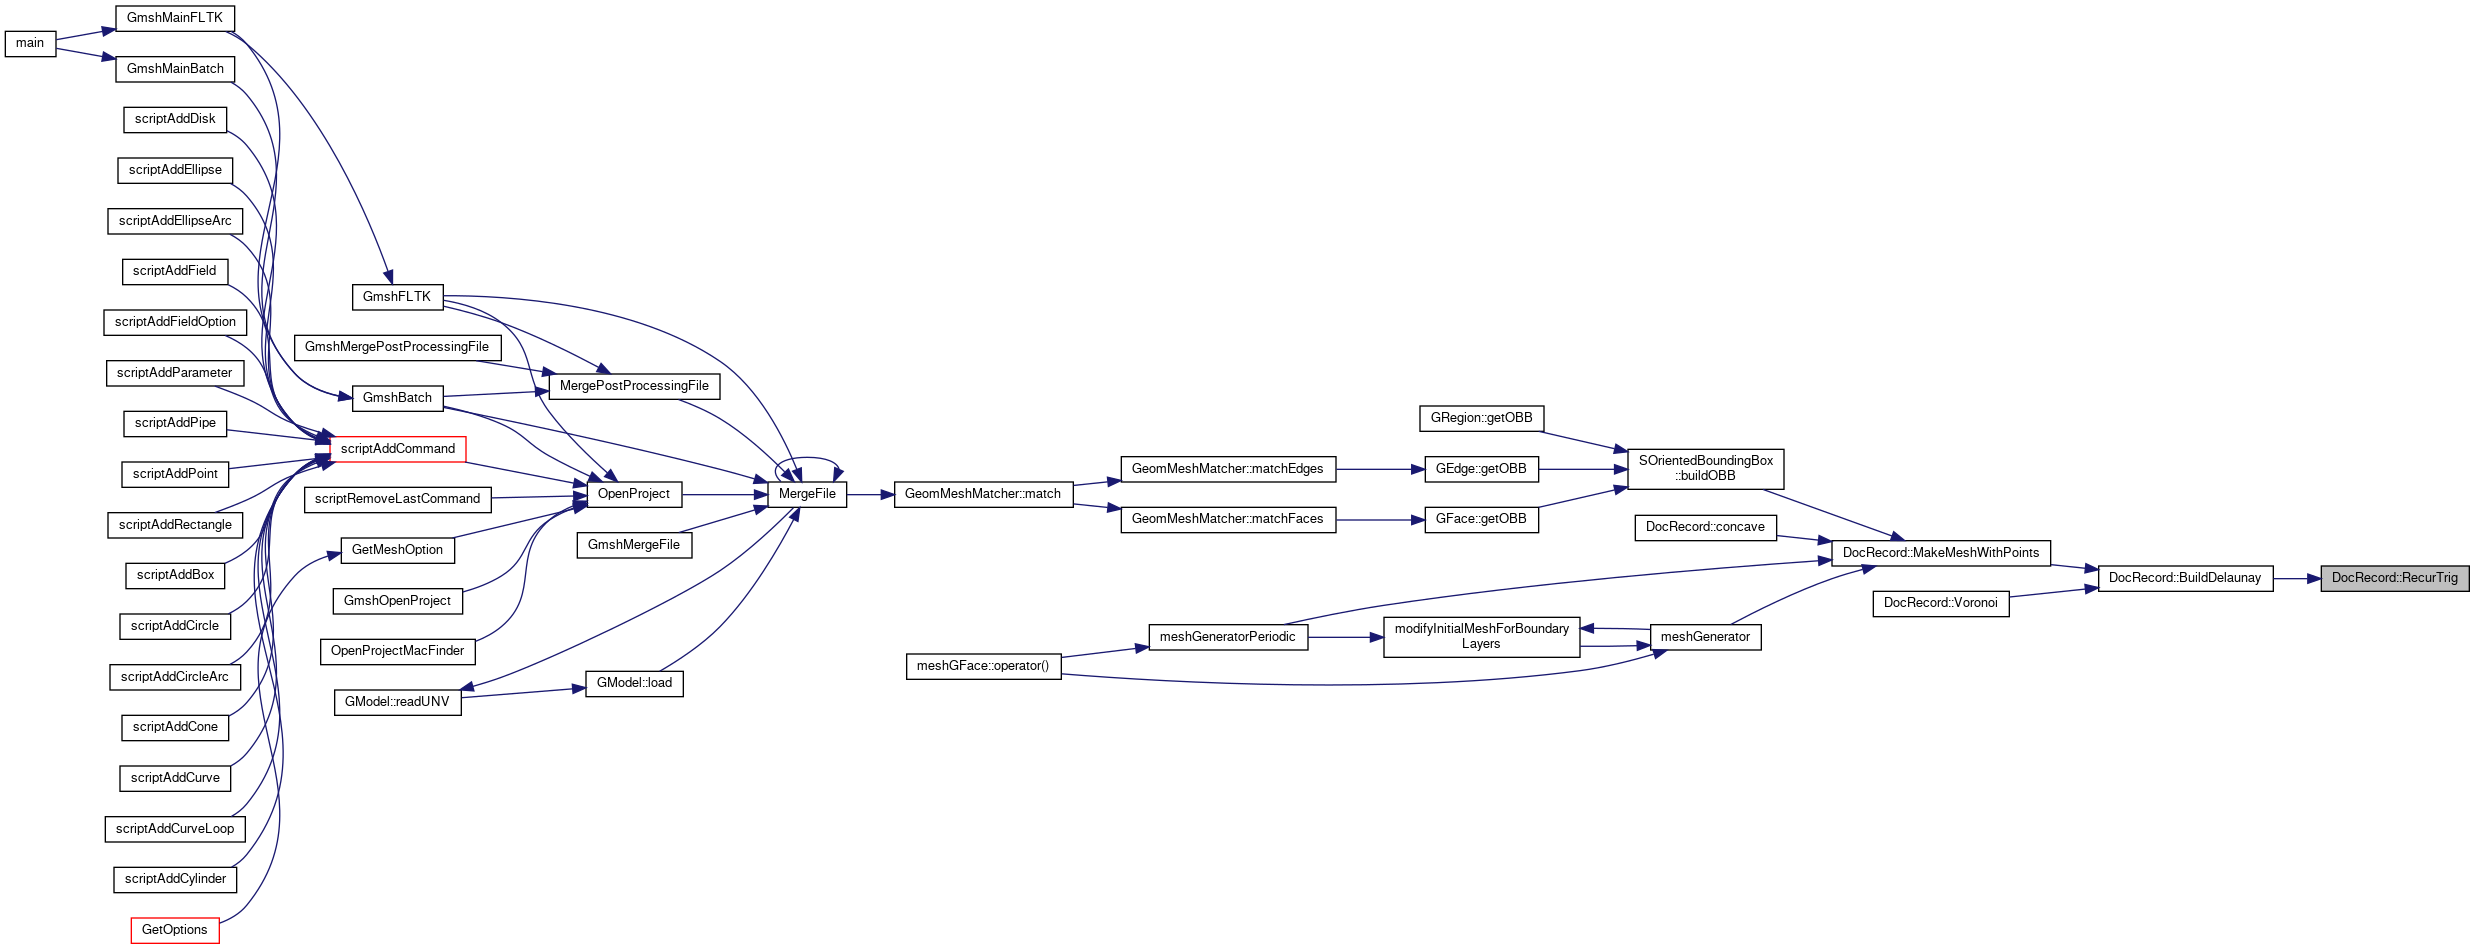 main
GmshMainFLTK
GmshMainBatch
scriptAddDisk
scriptAddEllipse
scriptAddEllipseArc
scriptAddField
scriptAddFieldOption
scriptAddParameter
scriptAddPipe
scriptAddPoint
scriptAddRectangle
scriptAddBox
scriptAddCircle
scriptAddCircleArc
scriptAddCone
scriptAddCurve
scriptAddCurveLoop
scriptAddCylinder
GetOptions
GmshFLTK
GmshMergePostProcessingFile
GmshBatch
scriptAddCommand
scriptRemoveLastCommand
GetMeshOption
GmshOpenProject
OpenProjectMacFinder
GModel::readUNV
MergePostProcessingFile
OpenProject
GmshMergeFile
GModel::load
MergeFile
GeomMeshMatcher::match
meshGFace::operator()
GeomMeshMatcher::matchEdges
GeomMeshMatcher::matchFaces
meshGeneratorPeriodic
GRegion::getOBB
GEdge::getOBB
GFace::getOBB
modifyInitialMeshForBoundary
Layers
SOrientedBoundingBox
::buildOBB
DocRecord::concave
meshGenerator
DocRecord::MakeMeshWithPoints
DocRecord::Voronoi
DocRecord::BuildDelaunay
DocRecord::RecurTrig